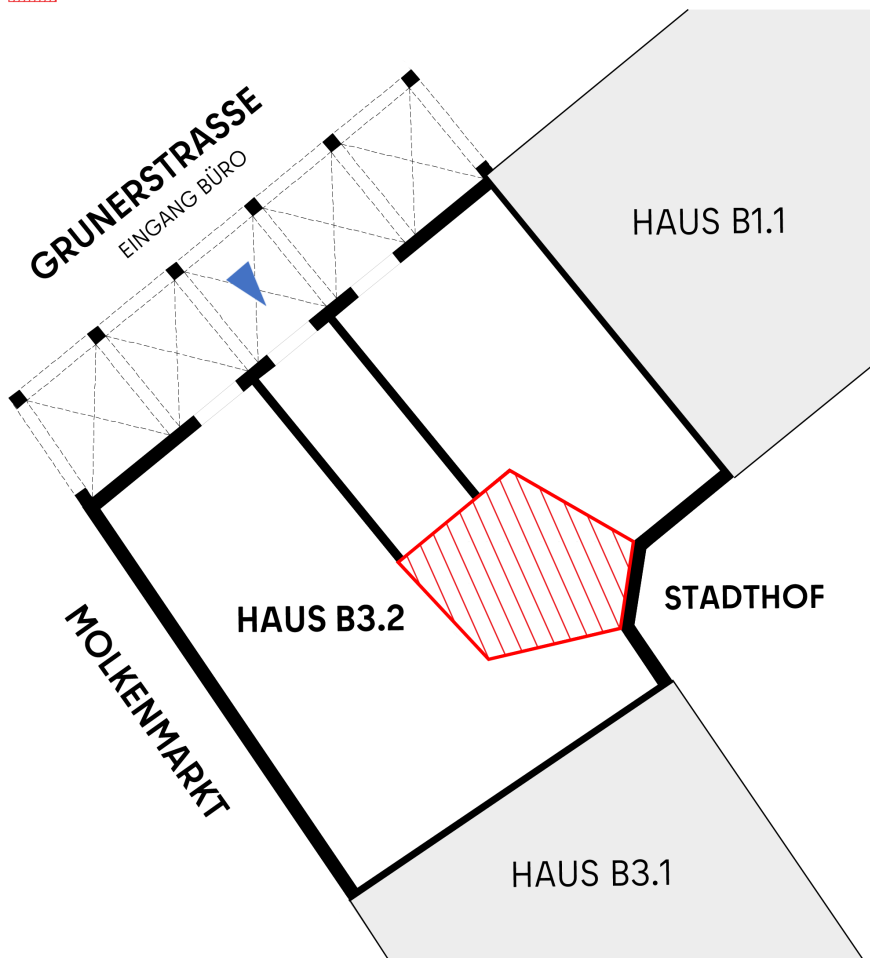 GRUNERSTRASSE
EINGANG BÜRO
HAUS B1.1
HAUS B3.2
STADTHOF
MOLKENMARKT
HAUS B3.1